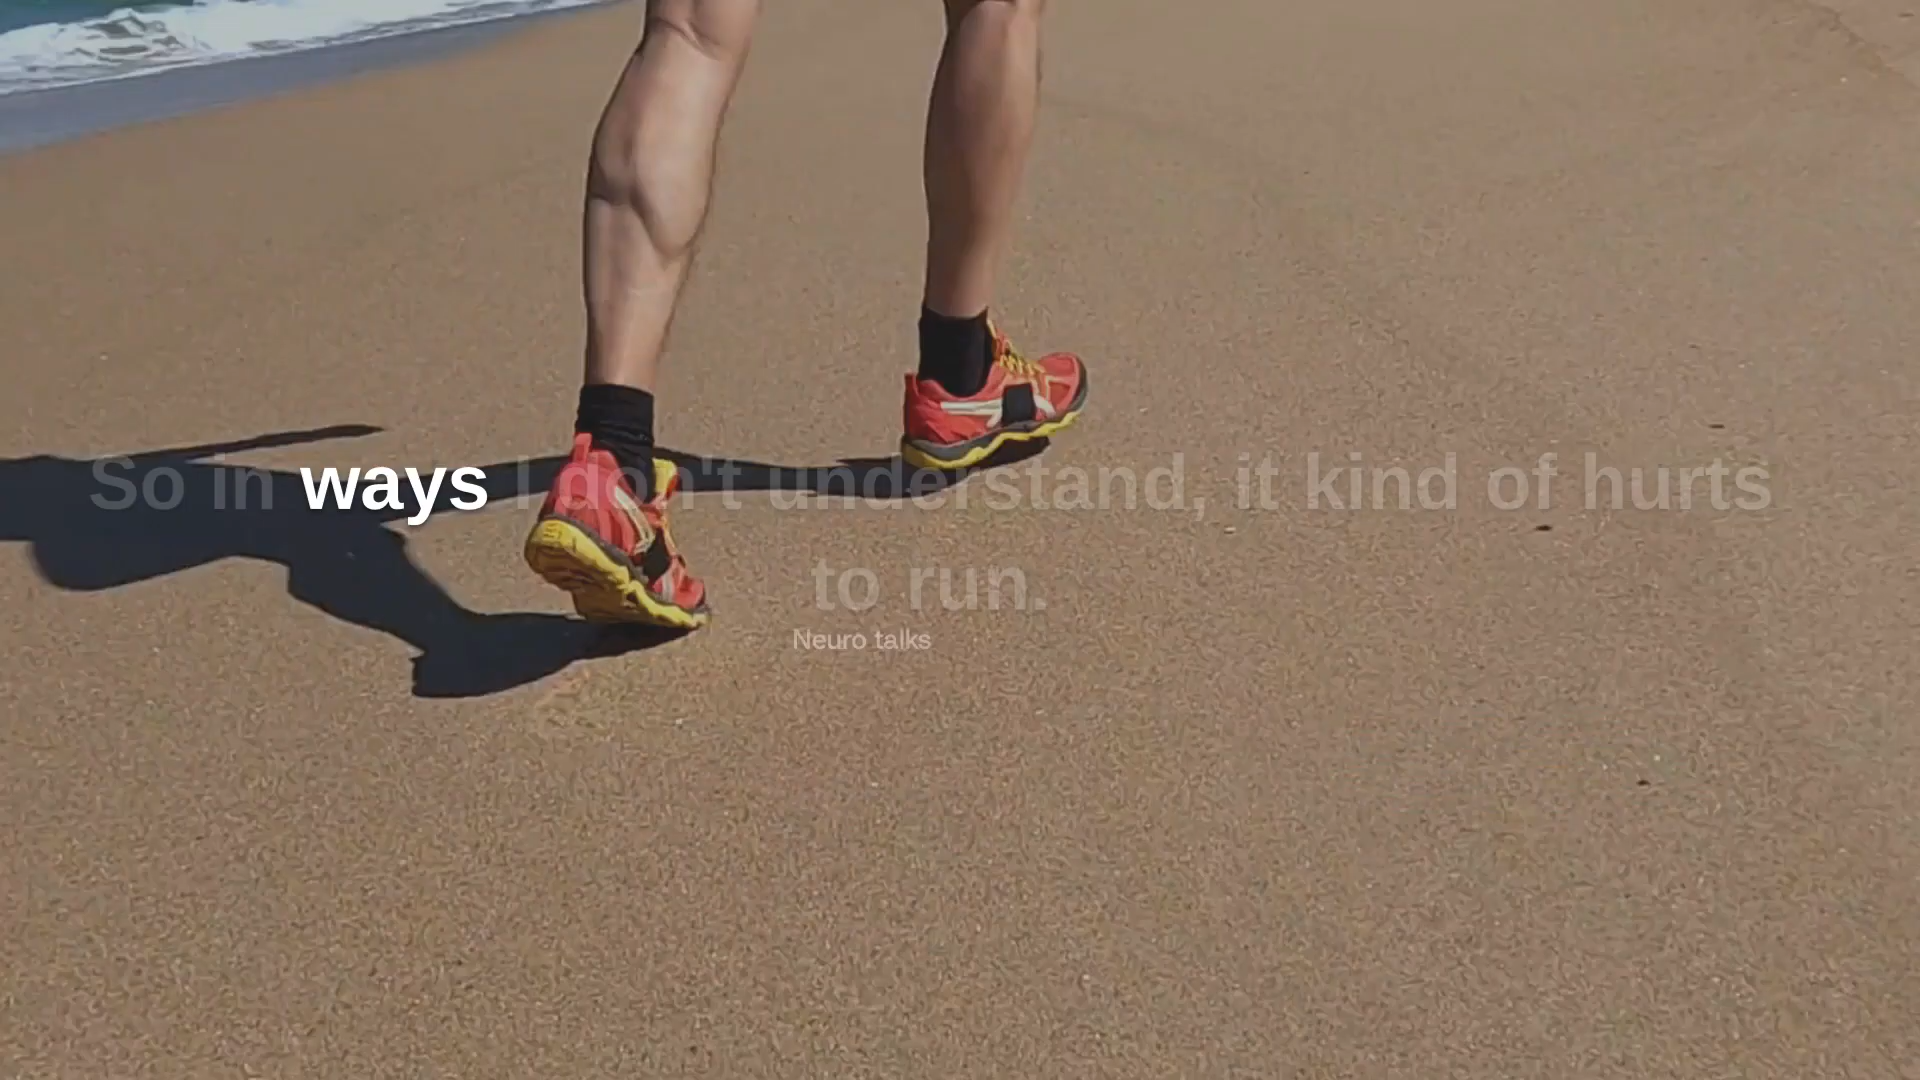 So in ways I don't understand, it kind of hurts
to run.
Neuro talks